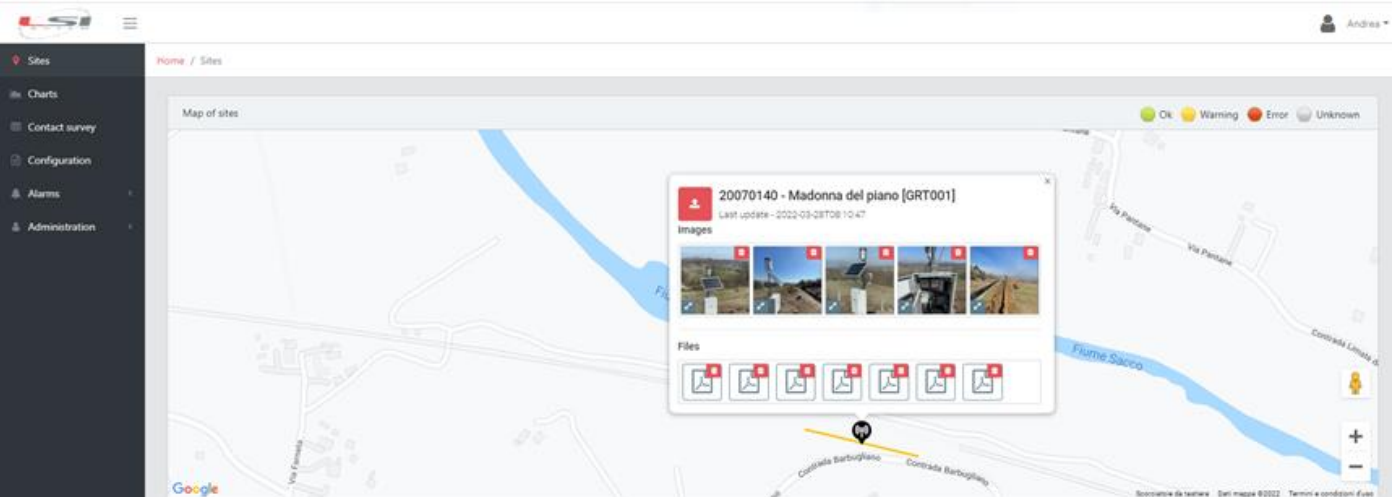 LSI
Andrea
Sites
Home / Sites
Charts
Map of sites
Ok Warning Error Unknown
Contact survey
Configuration
Alarms
Administration
20070140 - Madonna del piano [GRT001]
Last update - 2022-03-28T08:10:47
Images
Files
Via Pantane
Via Pantane
Contrada Limata
Fiume Sacco
Via Fameta
Contrada Barbugliano
Contrada Barbugliano
Google
Scorciatoie da tastiera Dati mappa ©2022 Termini e condizioni d'uso